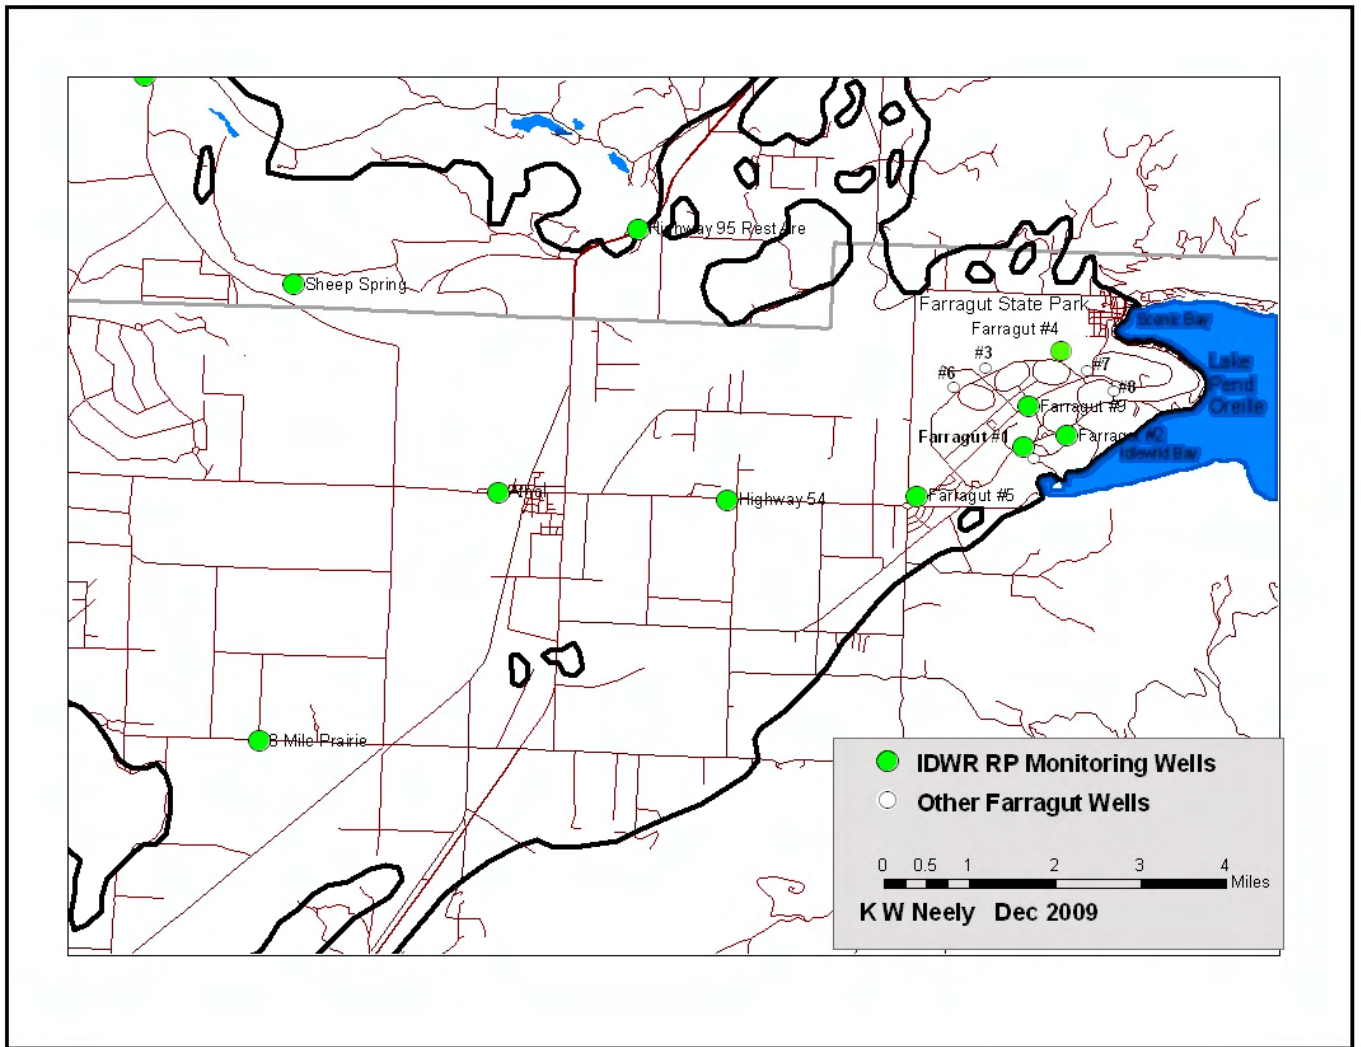 Highway 95 Rest Are
Sheep Spring
Farragut State Park
Scenic Bay
Farragut #4
#3
#7
#6
#8
Lake
Pend
Oreille
Farragut #9
Farragut #1
Farragut #2
Idlewild Bay
Athol
Highway 54
Farragut #5
8 Mile Prairie
IDWR RP Monitoring Wells
Other Farragut Wells
0 0.5 1 2 3 4
Miles
K W Neely Dec 2009